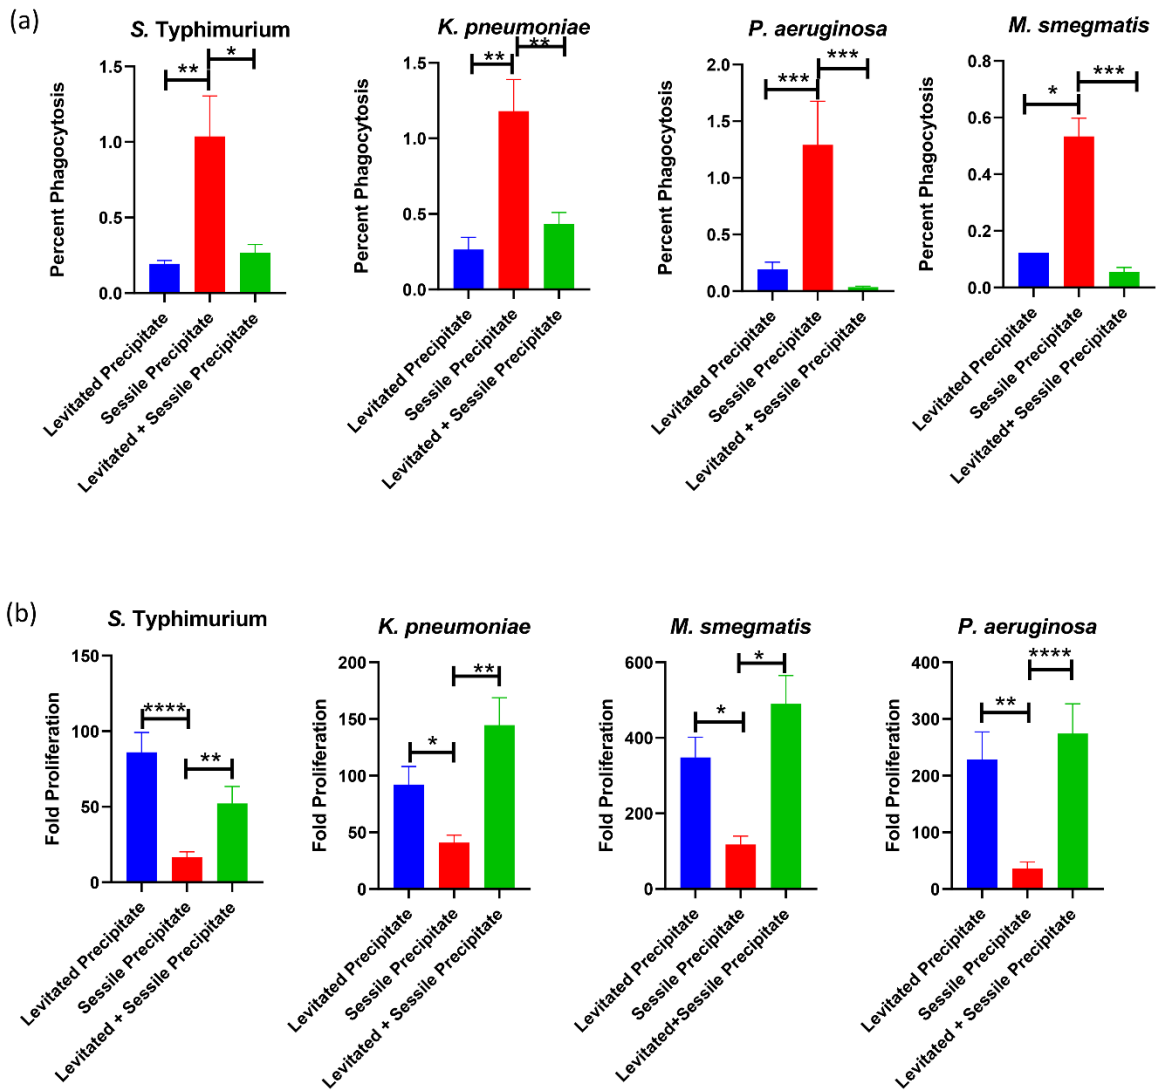 (a)
S. Typhimurium
K. pneumoniae
P. aeruginosa
M. smegmatis
Percent Phagocytosis
1.5
1.0
0.5
0.0
** *
Levitated Precipitate
Sessile Precipitate
Levitated + Sessile Precipitate
Percent Phagocytosis
1.5
1.0
0.5
0.0
** **
Levitated Precipitate
Sessile Precipitate
Levitated + Sessile Precipitate
Percent Phagocytosis
2.0
1.5
1.0
0.5
0.0
*** ***
Levitated Precipitate
Sessile Precipitate
Levitated + Sessile Precipitate
Percent Phagocytosis
0.8
0.6
0.4
0.2
0.0
* ***
Levitated Precipitate
Sessile Precipitate
Levitated+ Sessile Precipitate
(b)
S. Typhimurium
K. pneumoniae
M. smegmatis
P. aeruginosa
Fold Proliferation
150
100
50
0
**** **
Levitated Precipitate
Sessile Precipitate
Levitated + Sessile Precipitate
Fold Proliferation
200
150
100
50
0
* **
Levitated Precipitate
Sessile Precipitate
Levitated + Sessile Precipitate
Fold Proliferation
600
400
200
0
* *
Levitated Precipitate
Sessile Precipitate
Levitated+Sessile Precipitate
Fold Proliferation
400
300
200
100
0
** ****
Levitated Precipitate
Sessile Precipitate
Levitated + Sessile Precipitate